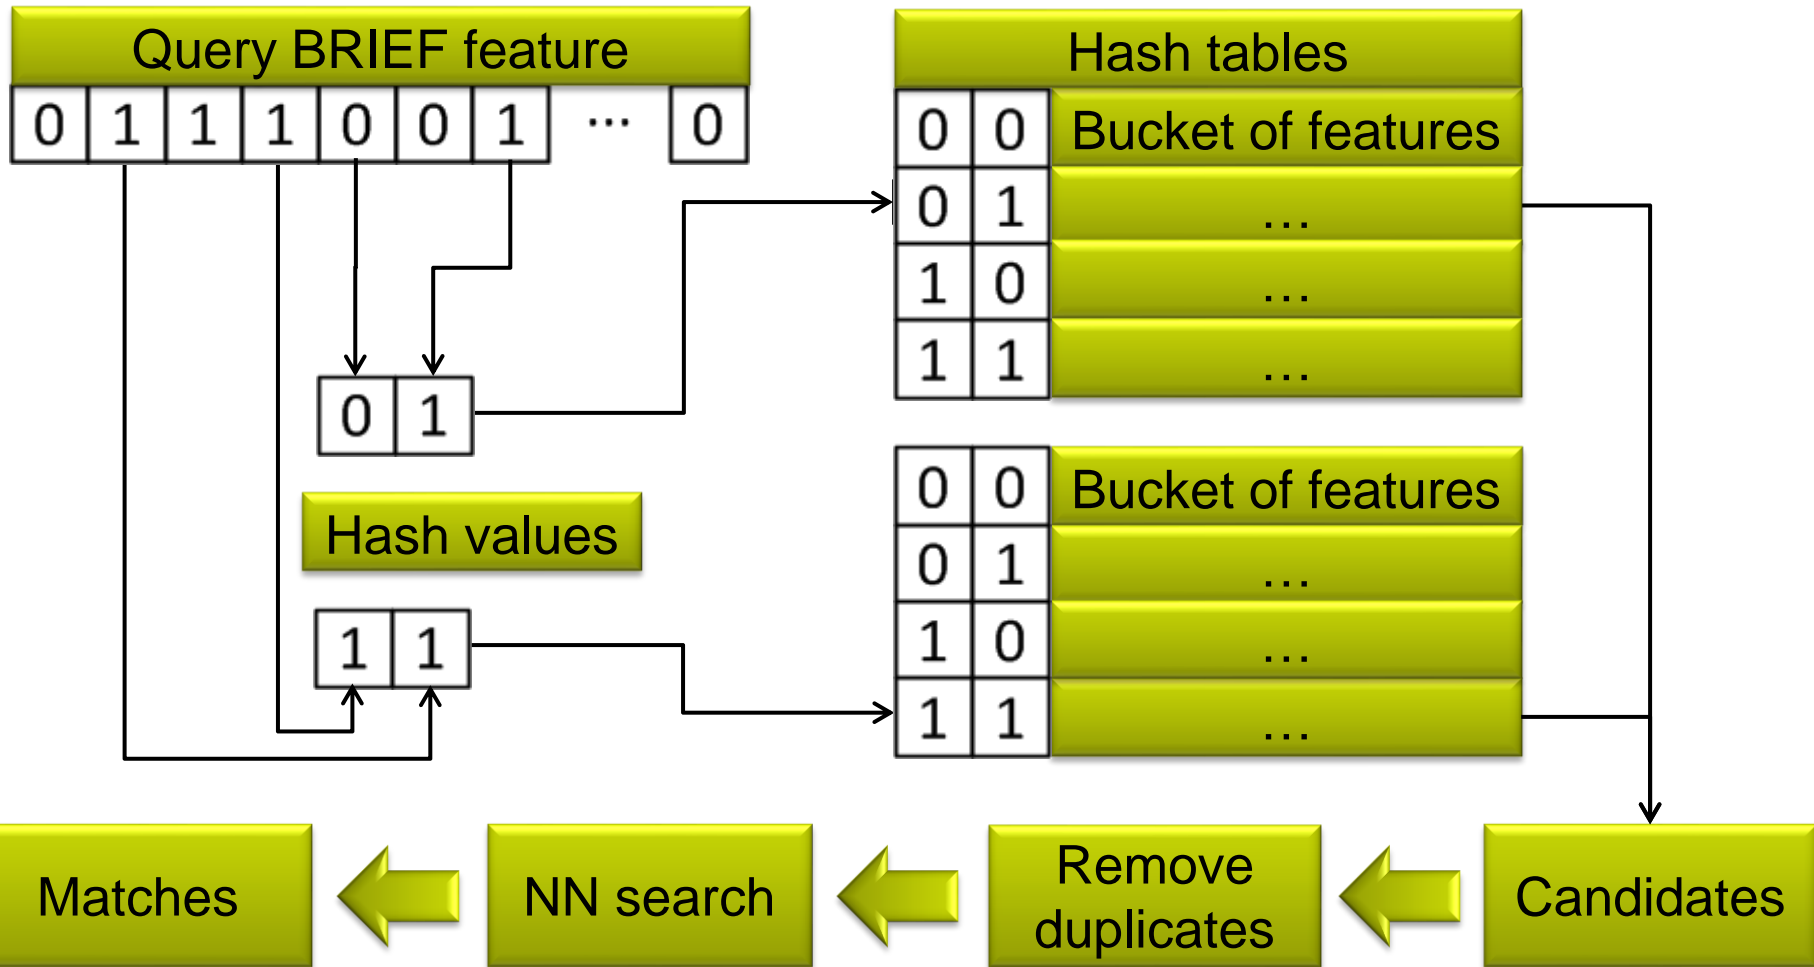 Query BRIEF feature
0 1 1 1 0 0 1 ... 0
0 1
Hash values
1 1
Hash tables
0 0 Bucket of features
0 1 ...
1 0 ...
1 1 ...
0 0 Bucket of features
0 1 ...
1 0 ...
1 1 ...
Matches
NN search
Remove
duplicates
Candidates